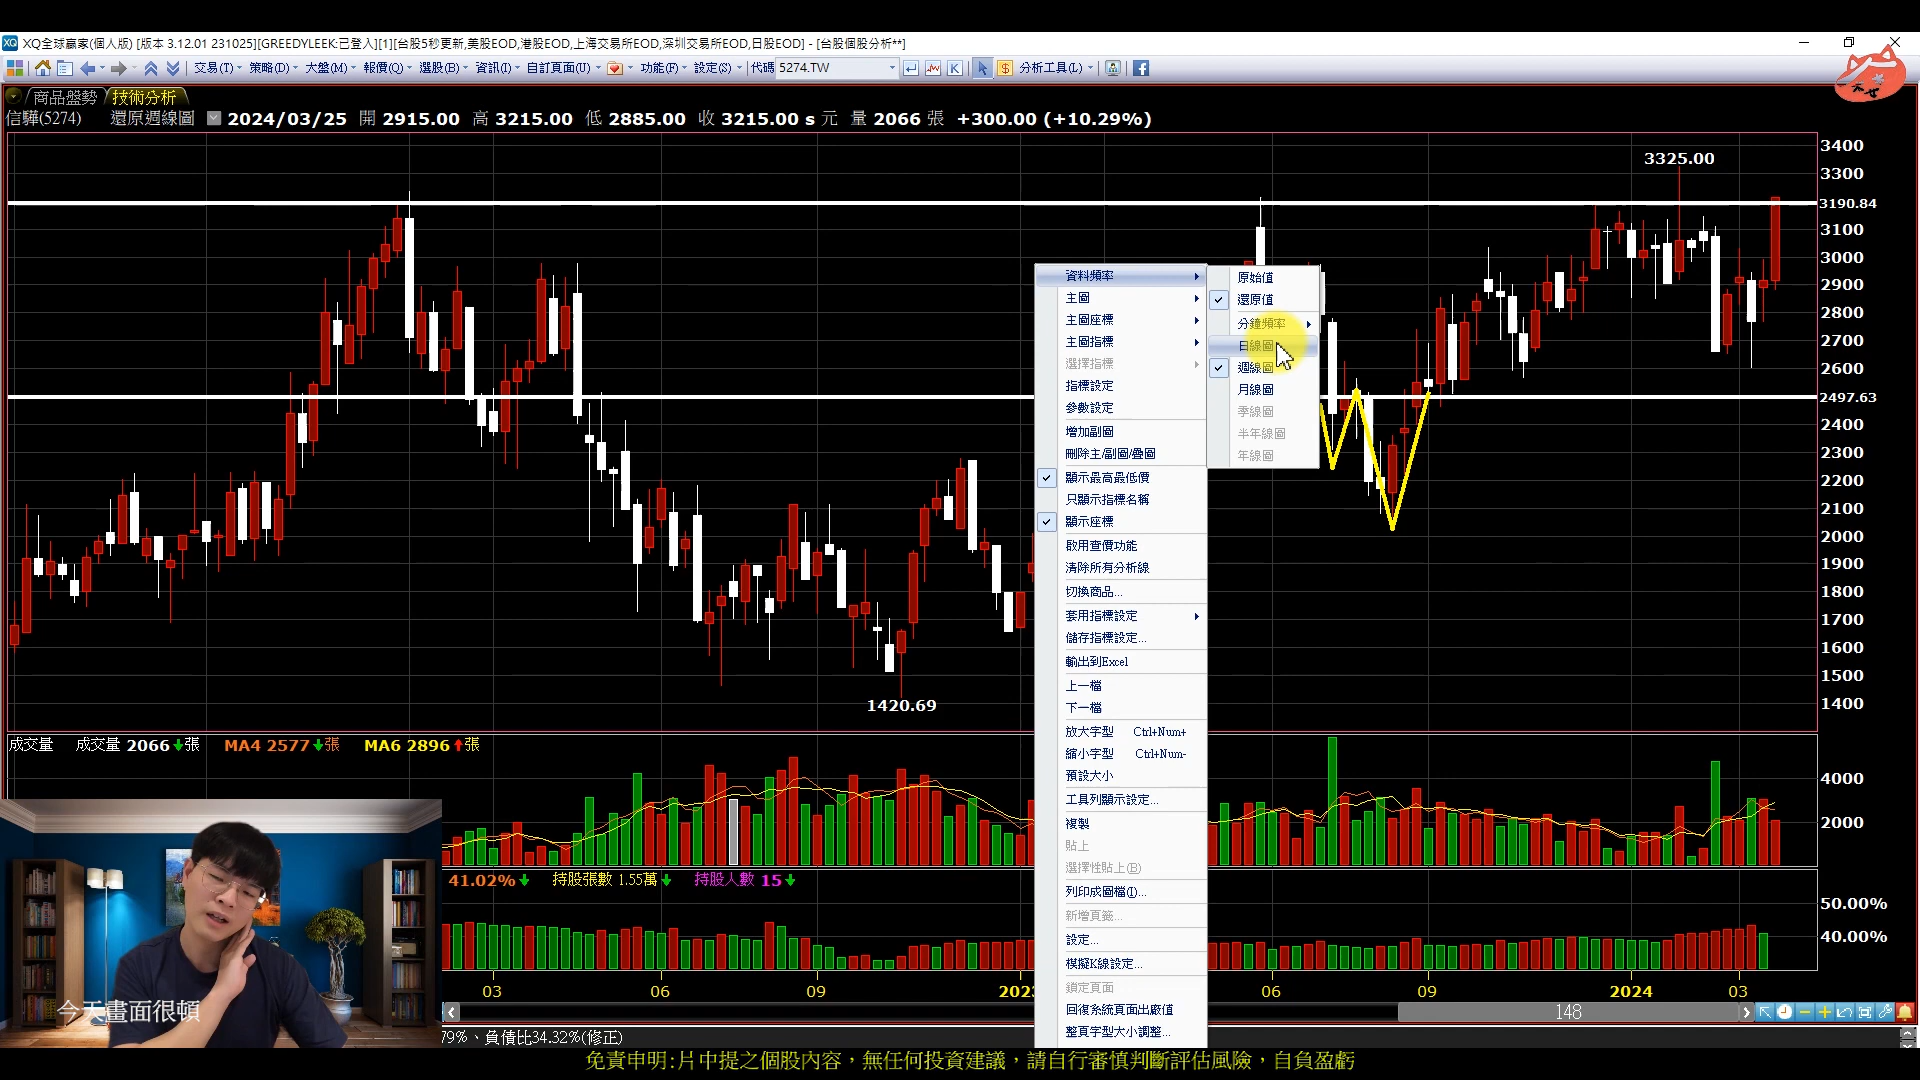 XQ全球贏家(個人版) [版本 3.12.01 231025][GREEDYLEEK:已登入][1][台股5秒更新,美股EOD,港股EOD,上海交易所EOD,深圳交易所EOD,日股EOD] - [台股個股分析**]
交易(T) 策略(D) 大盤(M) 報價(Q) 選股(B) 資訊(I) 自訂頁面(U) 功能(F) 設定(S) 代碼 5274.TW K $ 分析工具(L)
商品盤勢 技術分析
信驊(5274) 還原週線圖 2024/03/25 開 2915.00 高 3215.00 低 2885.00 收 3215.00 s 元 量 2066 張 +300.00 (+10.29%)
3400
3325.00
3300
3190.84
3100
3000
2900
2800
2700
2600
2497.63
2400
2300
2200
2100
2000
1900
1800
1700
1600
1500
1400
1420.69
資料頻率
主圖
主圖座標
主圖指標
選擇指標
指標設定
參數設定
增加副圖
刪除主/副圖/疊圖
顯示最高最低價
只顯示指標名稱
顯示座標
啟用查價功能
清除所有分析線
切換商品...
套用指標設定
儲存指標設定...
輸出到Excel
上一檔
下一檔
放大字型 Ctrl+Num+
縮小字型 Ctrl+Num-
預設大小
工具列顯示設定...
複製
貼上
選擇性貼上(B)
列印成圖檔(I)...
新增頁籤...
設定...
模擬K線設定...
鎖定頁面
回復系統頁面出廠值
整頁字型大小調整...
原始值
還原值
分鐘頻率
日線圖
週線圖
月線圖
季線圖
半年線圖
年線圖
成交量 成交量 2066 張 MA4 2577 張 MA6 2896 張
4000
2000
41.02% 持股張數 1.55萬 持股人數 15
50.00%
40.00%
03 06 09 202 06 09 2024 03
148
今天畫面很頓
79%、負債比34.32%(修正)
免責申明:片中提之個股內容，無任何投資建議，請自行審慎判斷評估風險，自負盈虧